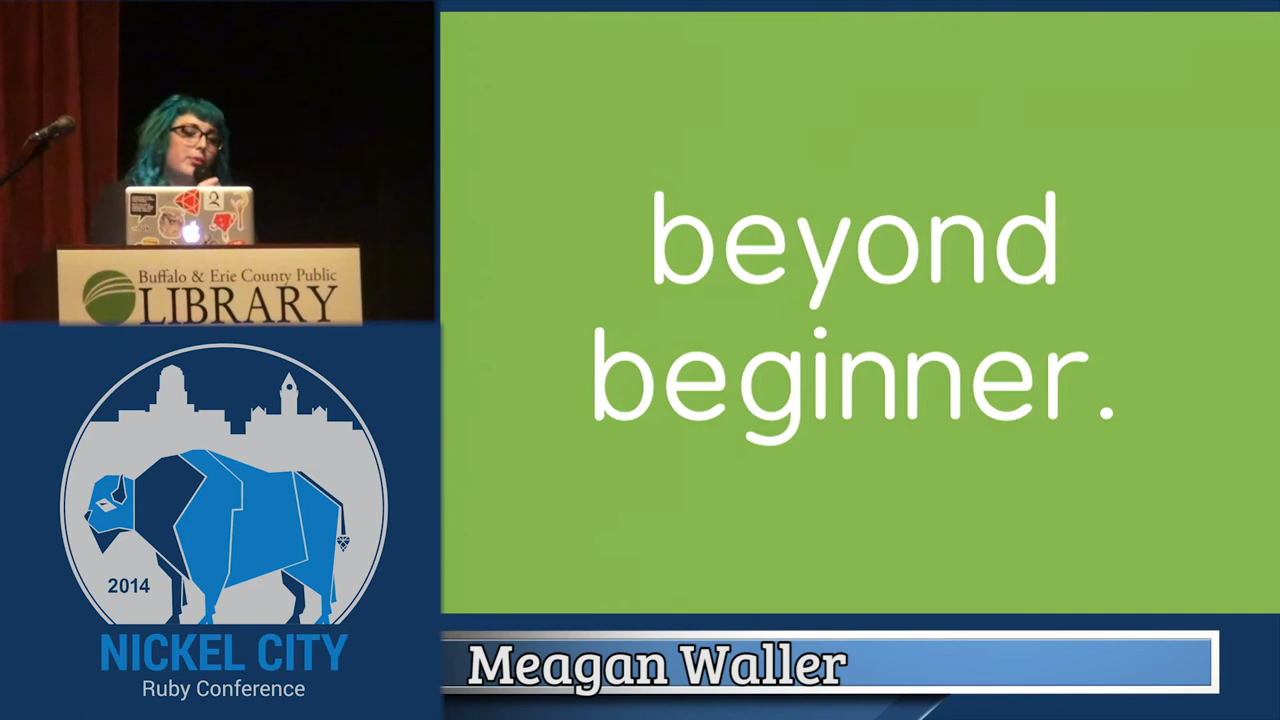 beyond
beginner.
Buffalo & Erie County Public
LIBRARY
2014
NICKEL CITY
Ruby Conference
Meagan Waller